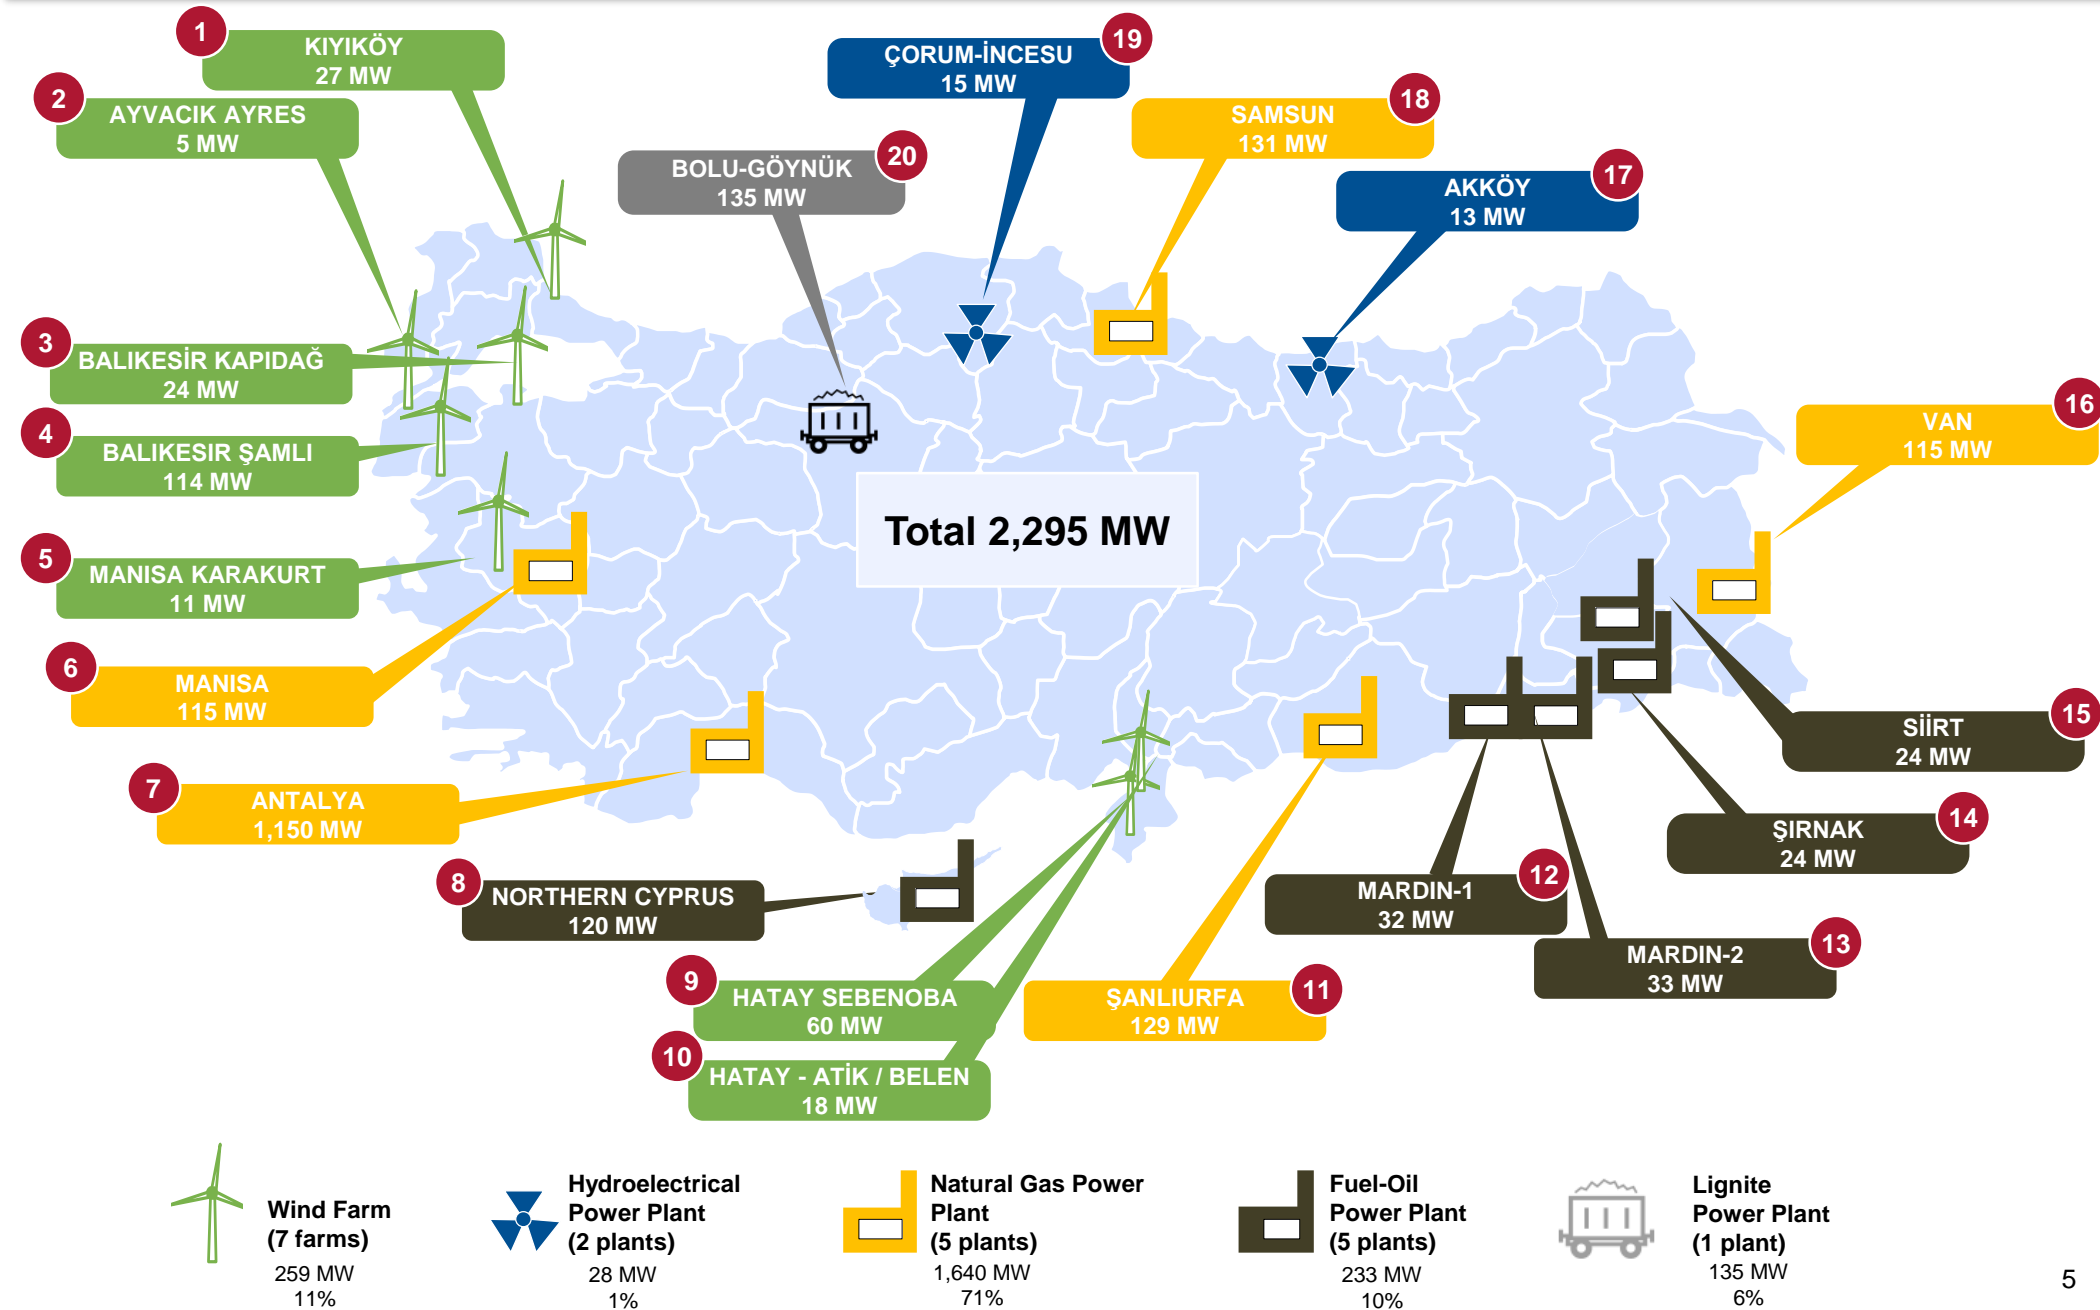 1
KIYIKÖY
27 MW
2
AYVACIK AYRES
5 MW
19
ÇORUM-İNCESU
15 MW
18
SAMSUN
131 MW
20
BOLU-GÖYNÜK
135 MW
17
AKKÖY
13 MW
3
BALIKESİR KAPIDAĞ
24 MW
4
BALIKESIR ŞAMLI
114 MW
16
VAN
115 MW
Total 2,295 MW
5
MANISA KARAKURT
11 MW
6
MANISA
115 MW
15
SİİRT
24 MW
7
ANTALYA
1,150 MW
14
ŞIRNAK
24 MW
8
NORTHERN CYPRUS
120 MW
12
MARDIN-1
32 MW
13
MARDIN-2
33 MW
9
HATAY SEBENOBA
60 MW
11
ŞANLIURFA
129 MW
10
HATAY - ATİK / BELEN
18 MW
Wind Farm
(7 farms)
259 MW
11%
Hydroelectrical
Power Plant
(2 plants)
28 MW
1%
Natural Gas Power
Plant
(5 plants)
1,640 MW
71%
Fuel-Oil
Power Plant
(5 plants)
233 MW
10%
Lignite
Power Plant
(1 plant)
135 MW
6%
5